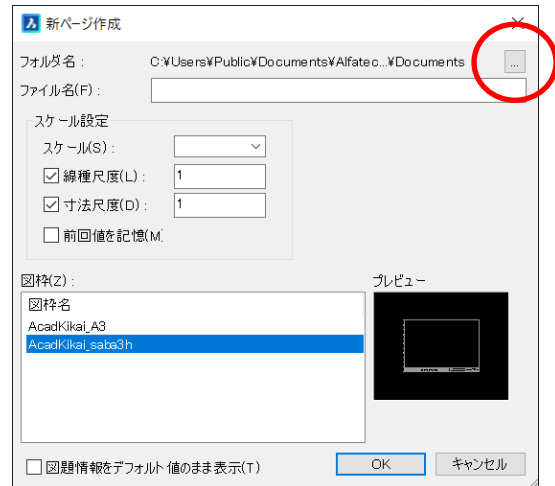 新ページ作成
フォルダ名： C:¥Users¥Public¥Documents¥Alfatec...¥Documents ...
ファイル名(F)：
スケール設定
スケール(S)：
線種尺度(L)： 1
寸法尺度(D)： 1
前回値を記憶(M)
図枠(Z)： プレビュー
図枠名
AcadKikai_A3
AcadKikai_saba3h
図題情報をデフォルト値のまま表示(T) OK キャンセル